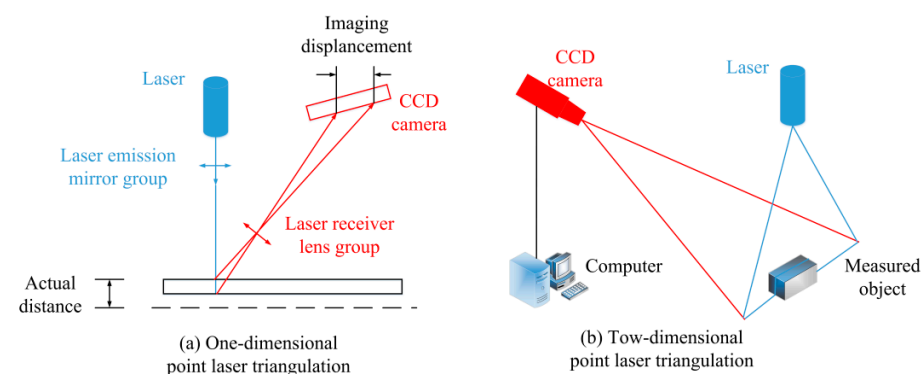 Imaging
displancement
Laser
CCD
camera
Laser emission
mirror group
Laser receiver
lens group
Actual
distance
(a) One-dimensional
point laser triangulation
CCD
camera
Laser
Computer
Measured
object
(b) Tow-dimensional
point laser triangulation